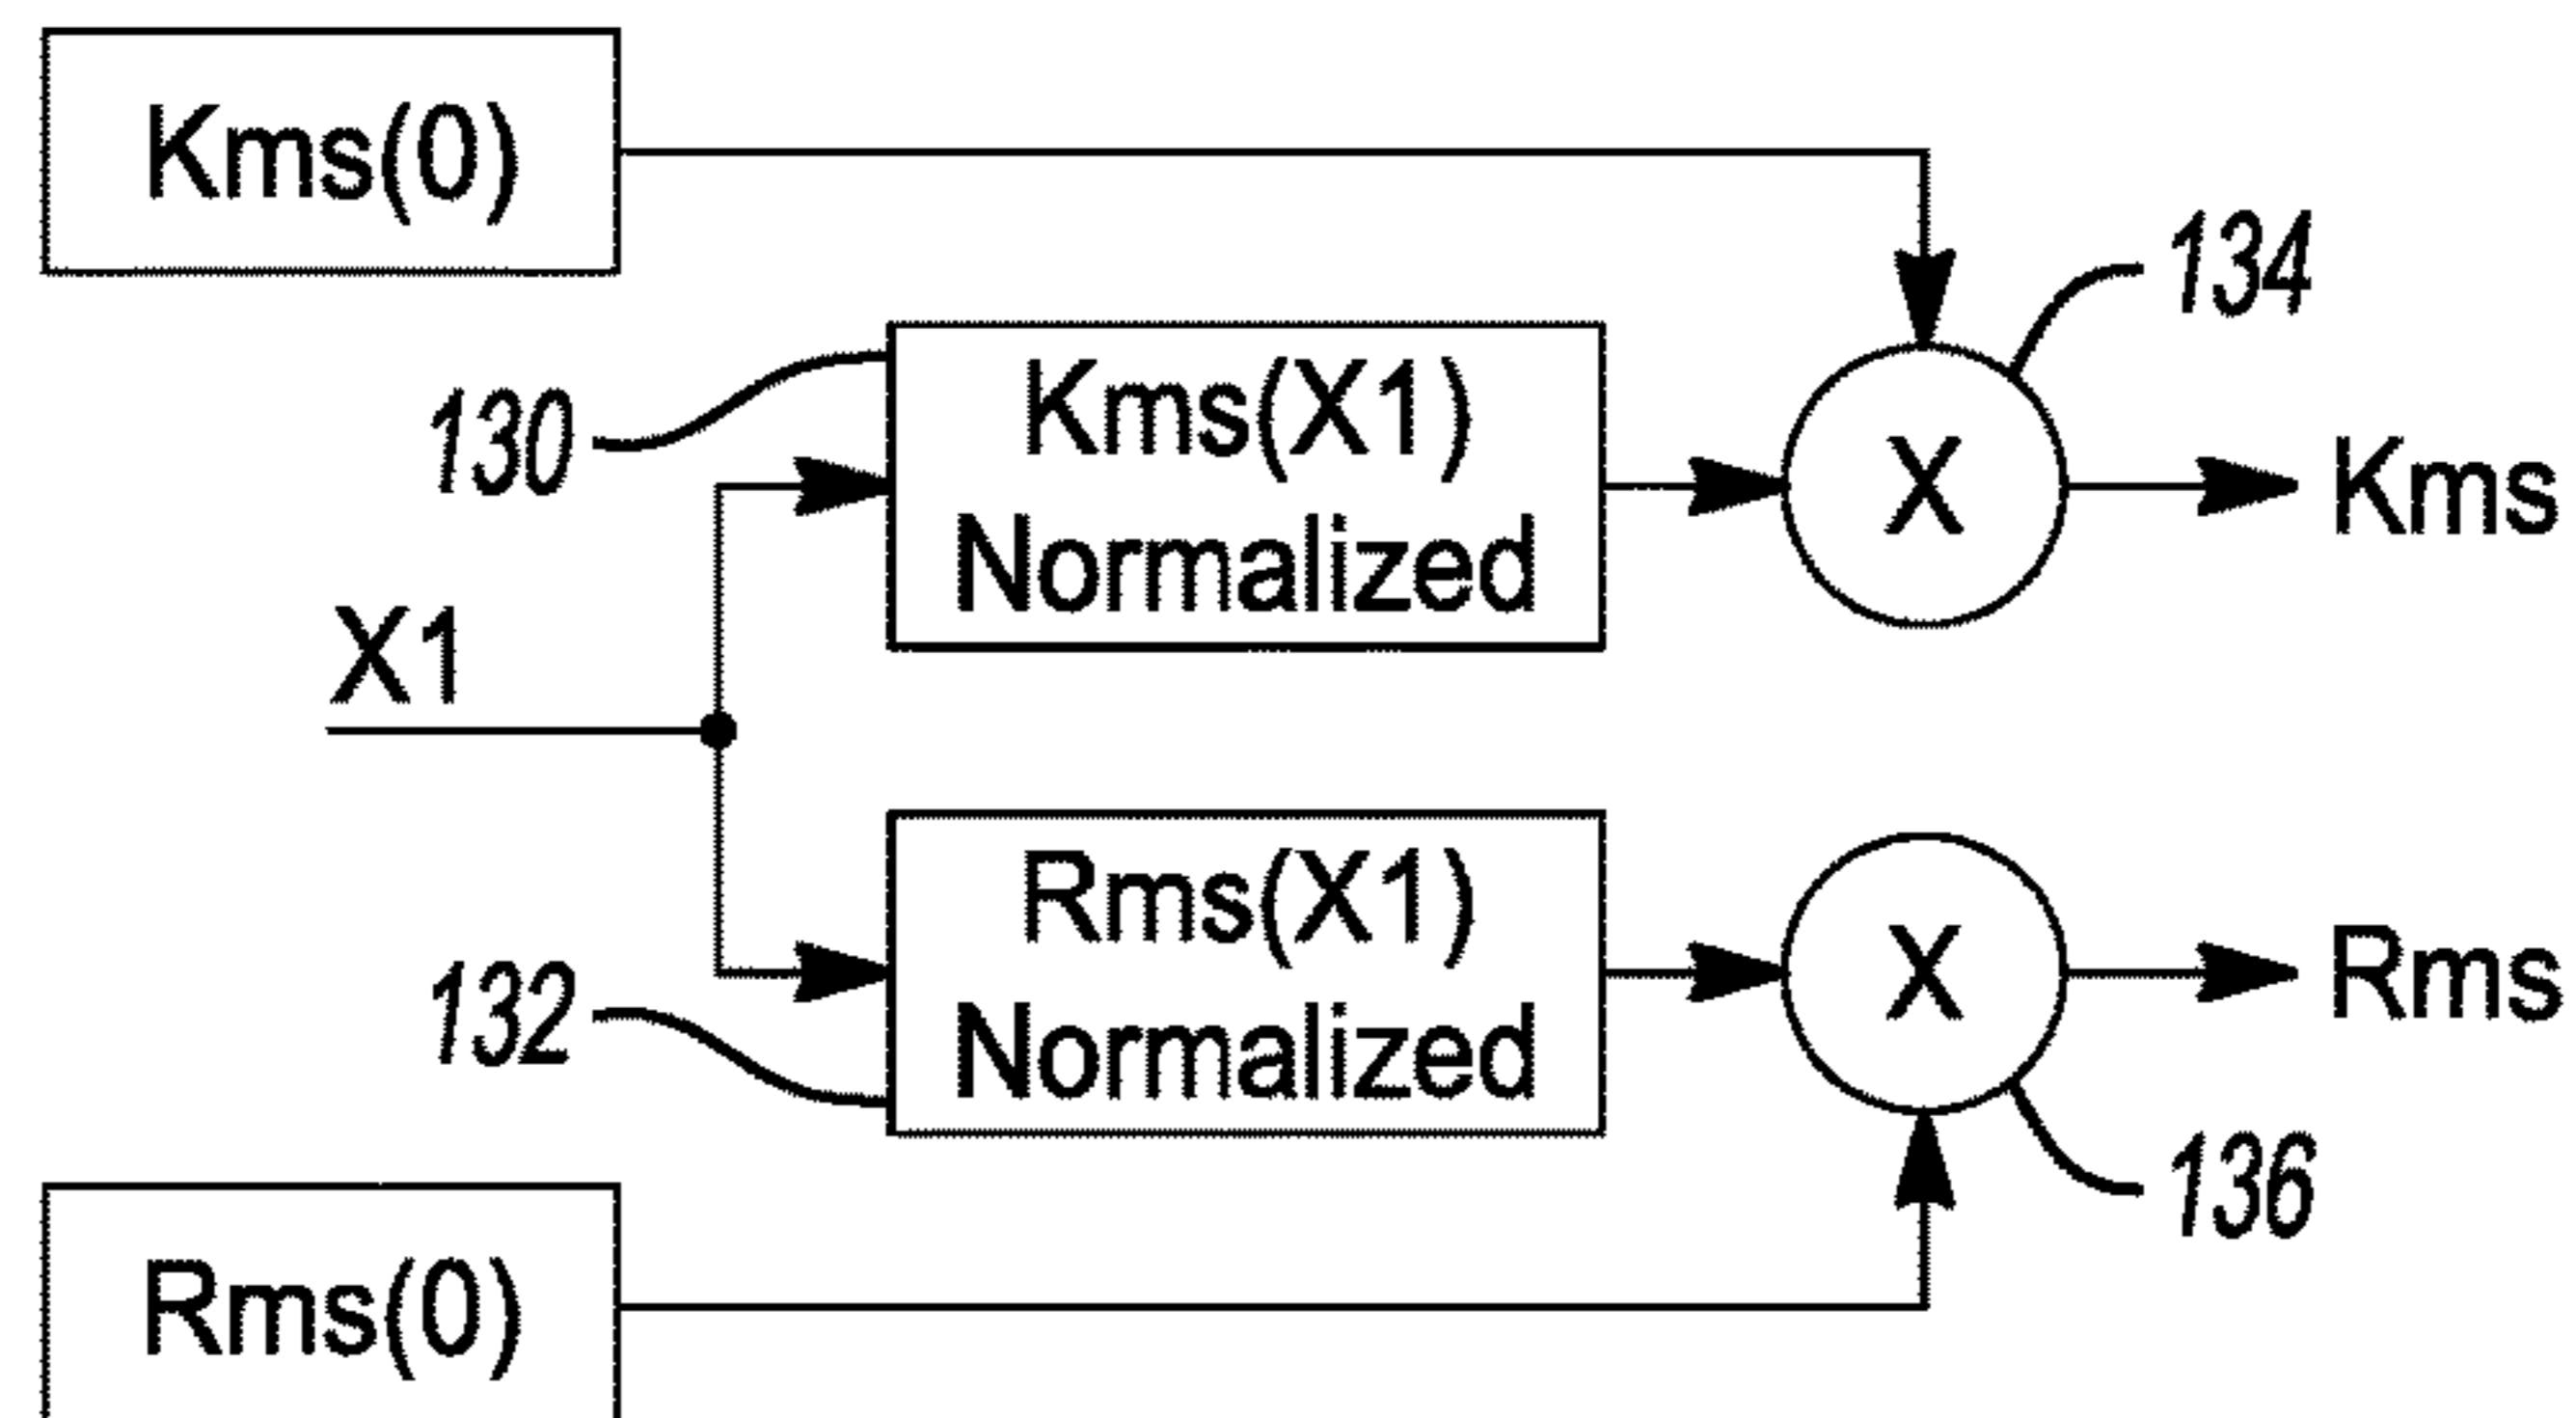 Kms(0)
134
130
Kms(X1)
Normalized
X
Kms
X1
Rms(X1)
Normalized
X
Rms
132
136
Rms(0)